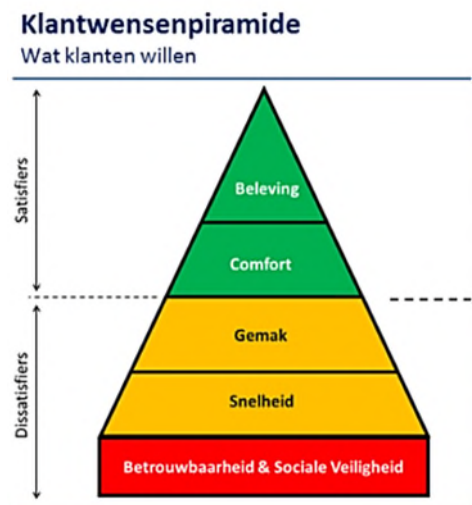 Klantwensenpiramide
Wat klanten willen
Satisfiers
Beleving
Comfort
Dissatisfiers
Gemak
Snelheid
Betrouwbaarheid & Sociale Veiligheid